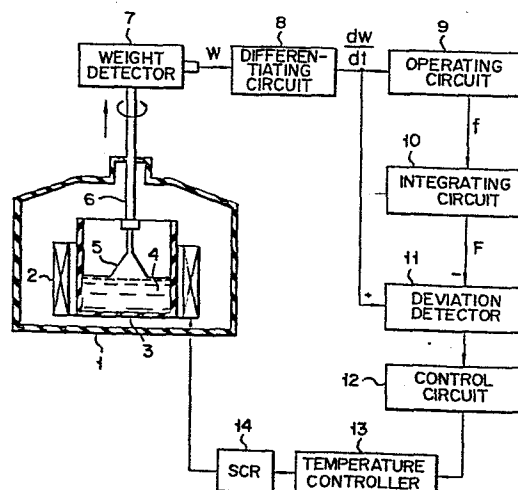 7
WEIGHT
DETECTOR
W
8
DIFFEREN-
TIATING
CIRCUIT
dw
dt
9
OPERATING
CIRCUIT
f
10
INTEGRATING
CIRCUIT
F
-
+
11
DEVIATION
DETECTOR
12
CONTROL
CIRCUIT
13
TEMPERATURE
CONTROLLER
14
SCR
6
5
4
2
3
1